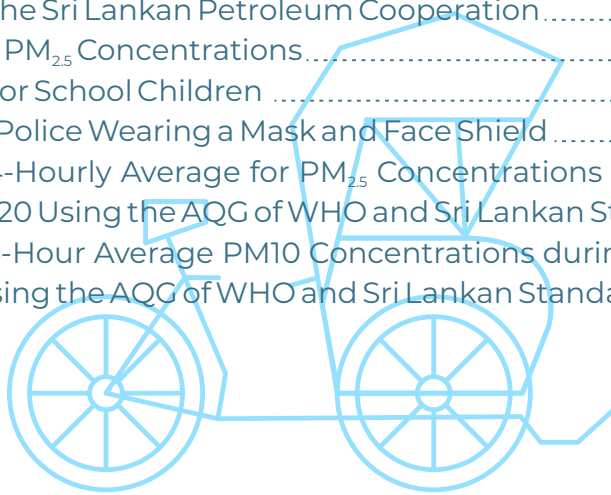 he Sri Lankan Petroleum Cooperation
PM2.5 Concentrations
or School Children
Police Wearing a Mask and Face Shield
-Hourly Average for PM2.5 Concentrations
20 Using the AQG of WHO and Sri Lankan St
-Hour Average PM10 Concentrations durin
sing the AQG of WHO and Sri Lankan Standa